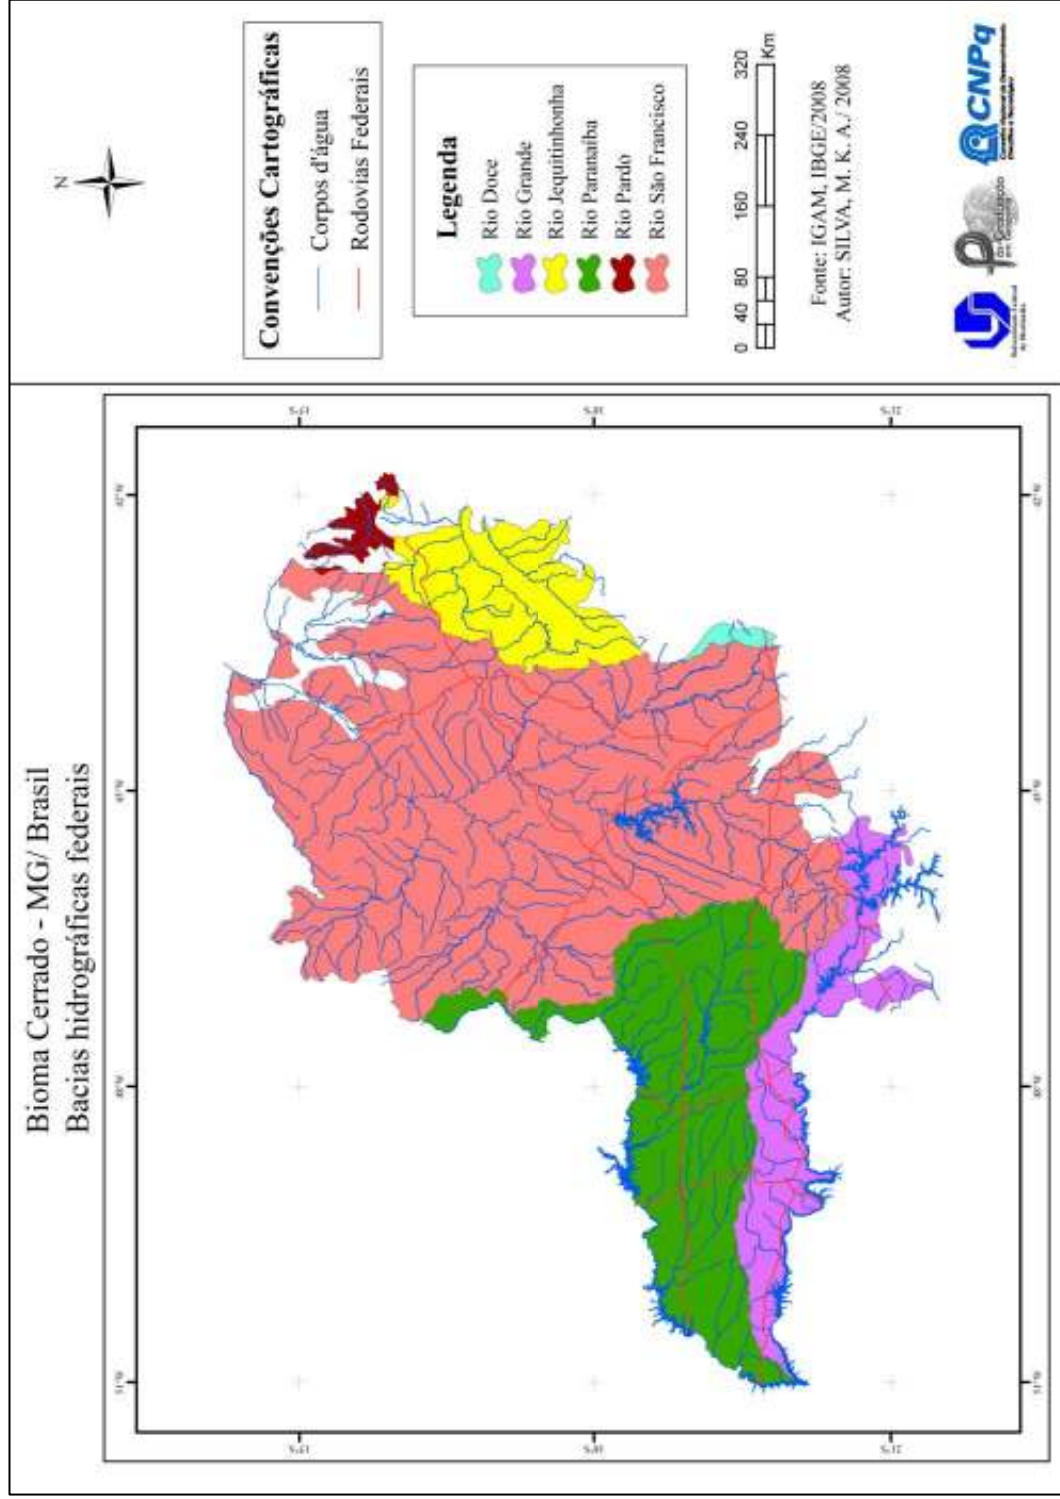 Bioma Cerrado - MG/ Brasil
Bacias hidrográficas federais
N
Convenções Cartográficas
Corpos d'água
Rodovias Federais
Legenda
Rio Doce
Rio Grande
Rio Jequitinhonha
Rio Paranaíba
Rio Pardo
Rio São Francisco
0 40 80 160 240 320
Km
Fonte: IGAM, IBGE/2008
Autor: SILVA, M. K. A./ 2008
CNPq